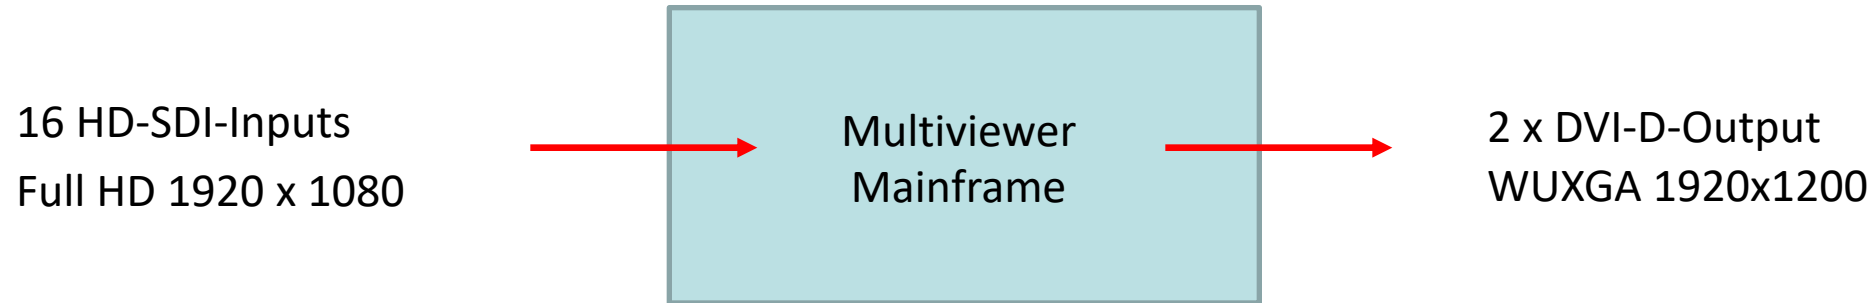 16 HD-SDI-Inputs
Full HD 1920 x 1080
Multiviewer
Mainframe
2 x DVI-D-Output
WUXGA 1920x1200